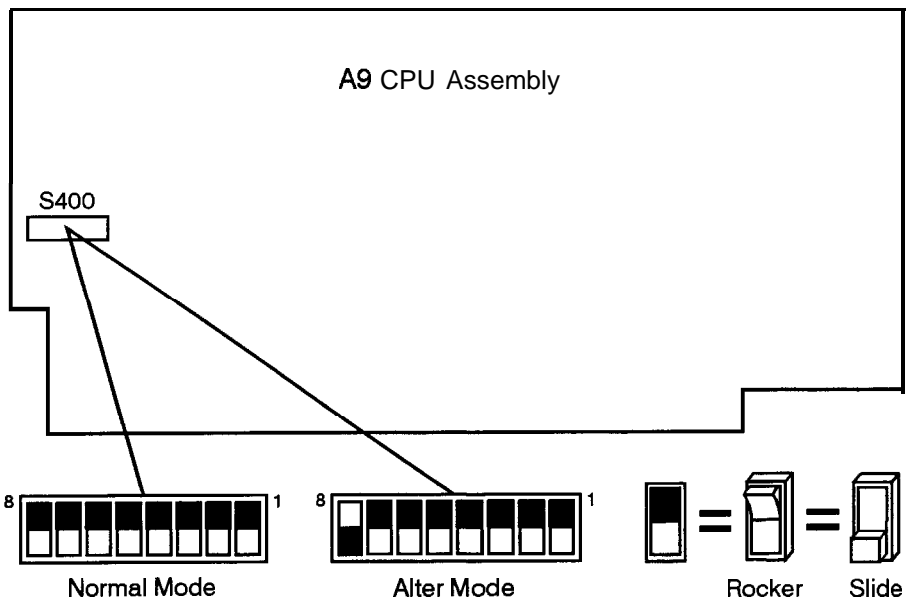 A9 CPU Assembly
S400
8 1
8 1
Normal Mode
Alter Mode
Rocker
Slide